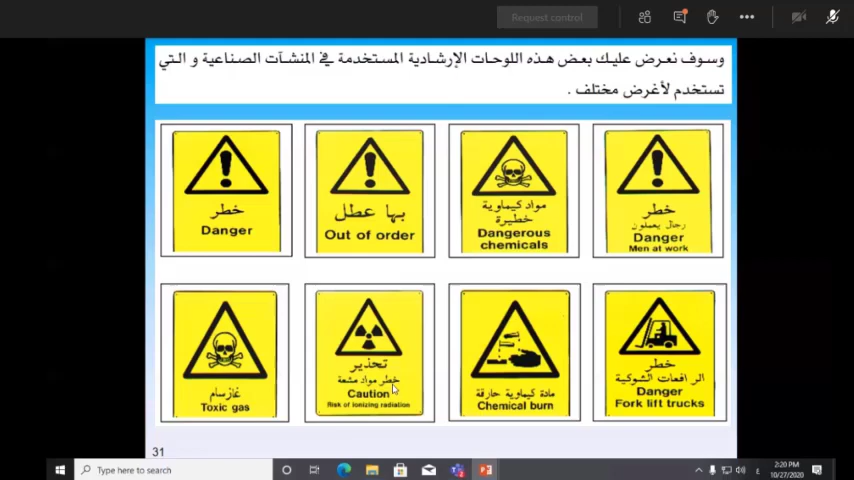 Request control
وسوف نعرض عليك بعض هذه اللوحات الإرشادية المستخدمة في المنشآت الصناعية و التي
تستخدم لأغرض مختلف .
خطر
Danger
بها عطل
Out of order
مواد كيماوية
خطيرة
Dangerous
chemicals
خطر
رجال يعملون
Danger
Men at work
غاز سام
Toxic gas
تحذير
خطر مواد مشعة
Caution
Risk of ionizing radiation
مادة كيماوية حارقة
Chemical burn
خطر
الرافعات الشوكية
Danger
Fork lift trucks
31
Type here to search
ع
2:20 PM
10/27/2020